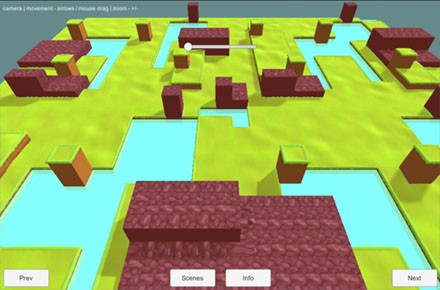 camera | movement - arrows / mouse drag | zoom - +/-
Prev
Scenes
Info
Next